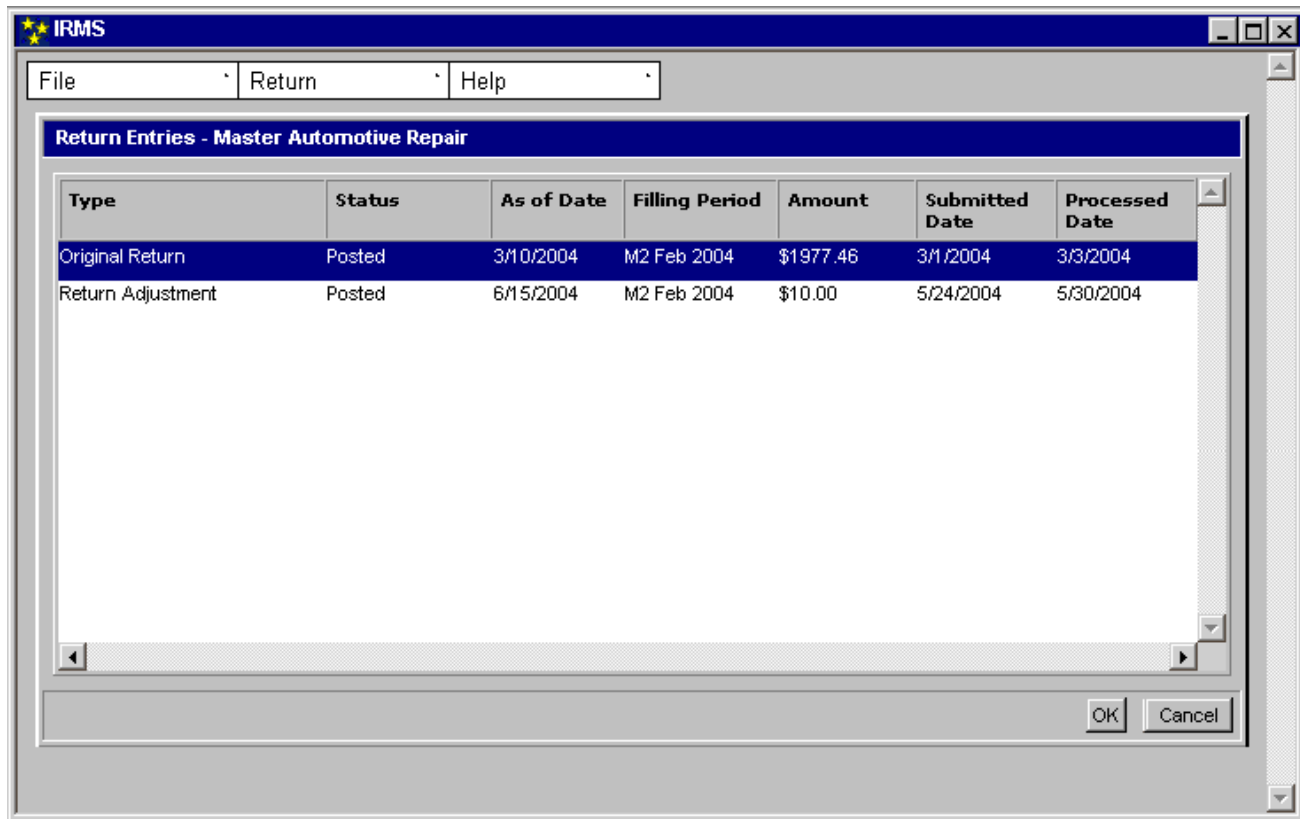 IRMS
File Return Help
Return Entries - Master Automotive Repair
Type Status As of Date Filling Period Amount Submitted Date Processed Date
Original Return Posted 3/10/2004 M2 Feb 2004 $1977.46 3/1/2004 3/3/2004
Return Adjustment Posted 6/15/2004 M2 Feb 2004 $10.00 5/24/2004 5/30/2004
OK Cancel